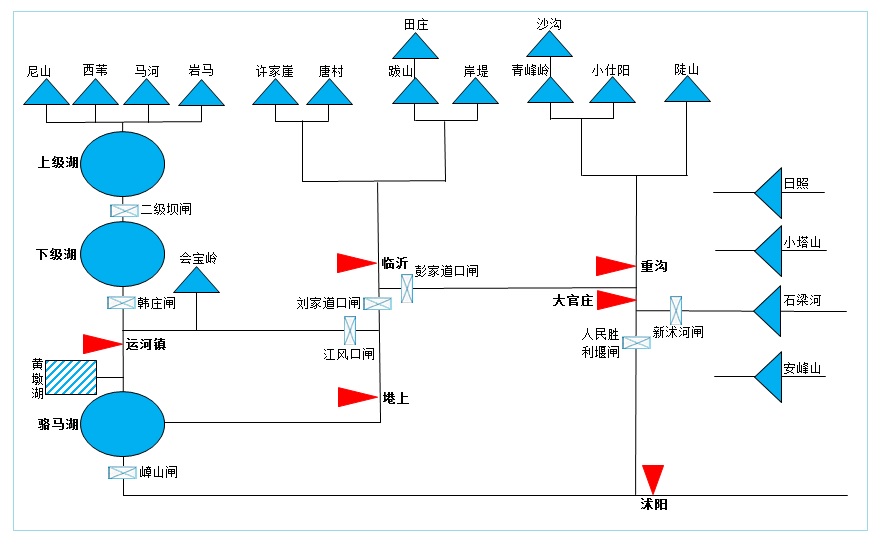 田庄
沙沟
尼山
西苇
马河
岩马
许家崖
唐村
跋山
岸堤
青峰岭
小仕阳
陡山
上级湖
二级坝闸
日照
下级湖
会宝岭
临沂
彭家道口闸
重沟
小塔山
韩庄闸
刘家道口闸
大官庄
石梁河
运河镇
江风口闸
人民胜
利堰闸
新沭河闸
黄
墩
湖
安峰山
骆马湖
堪上
嶂山闸
沭阳